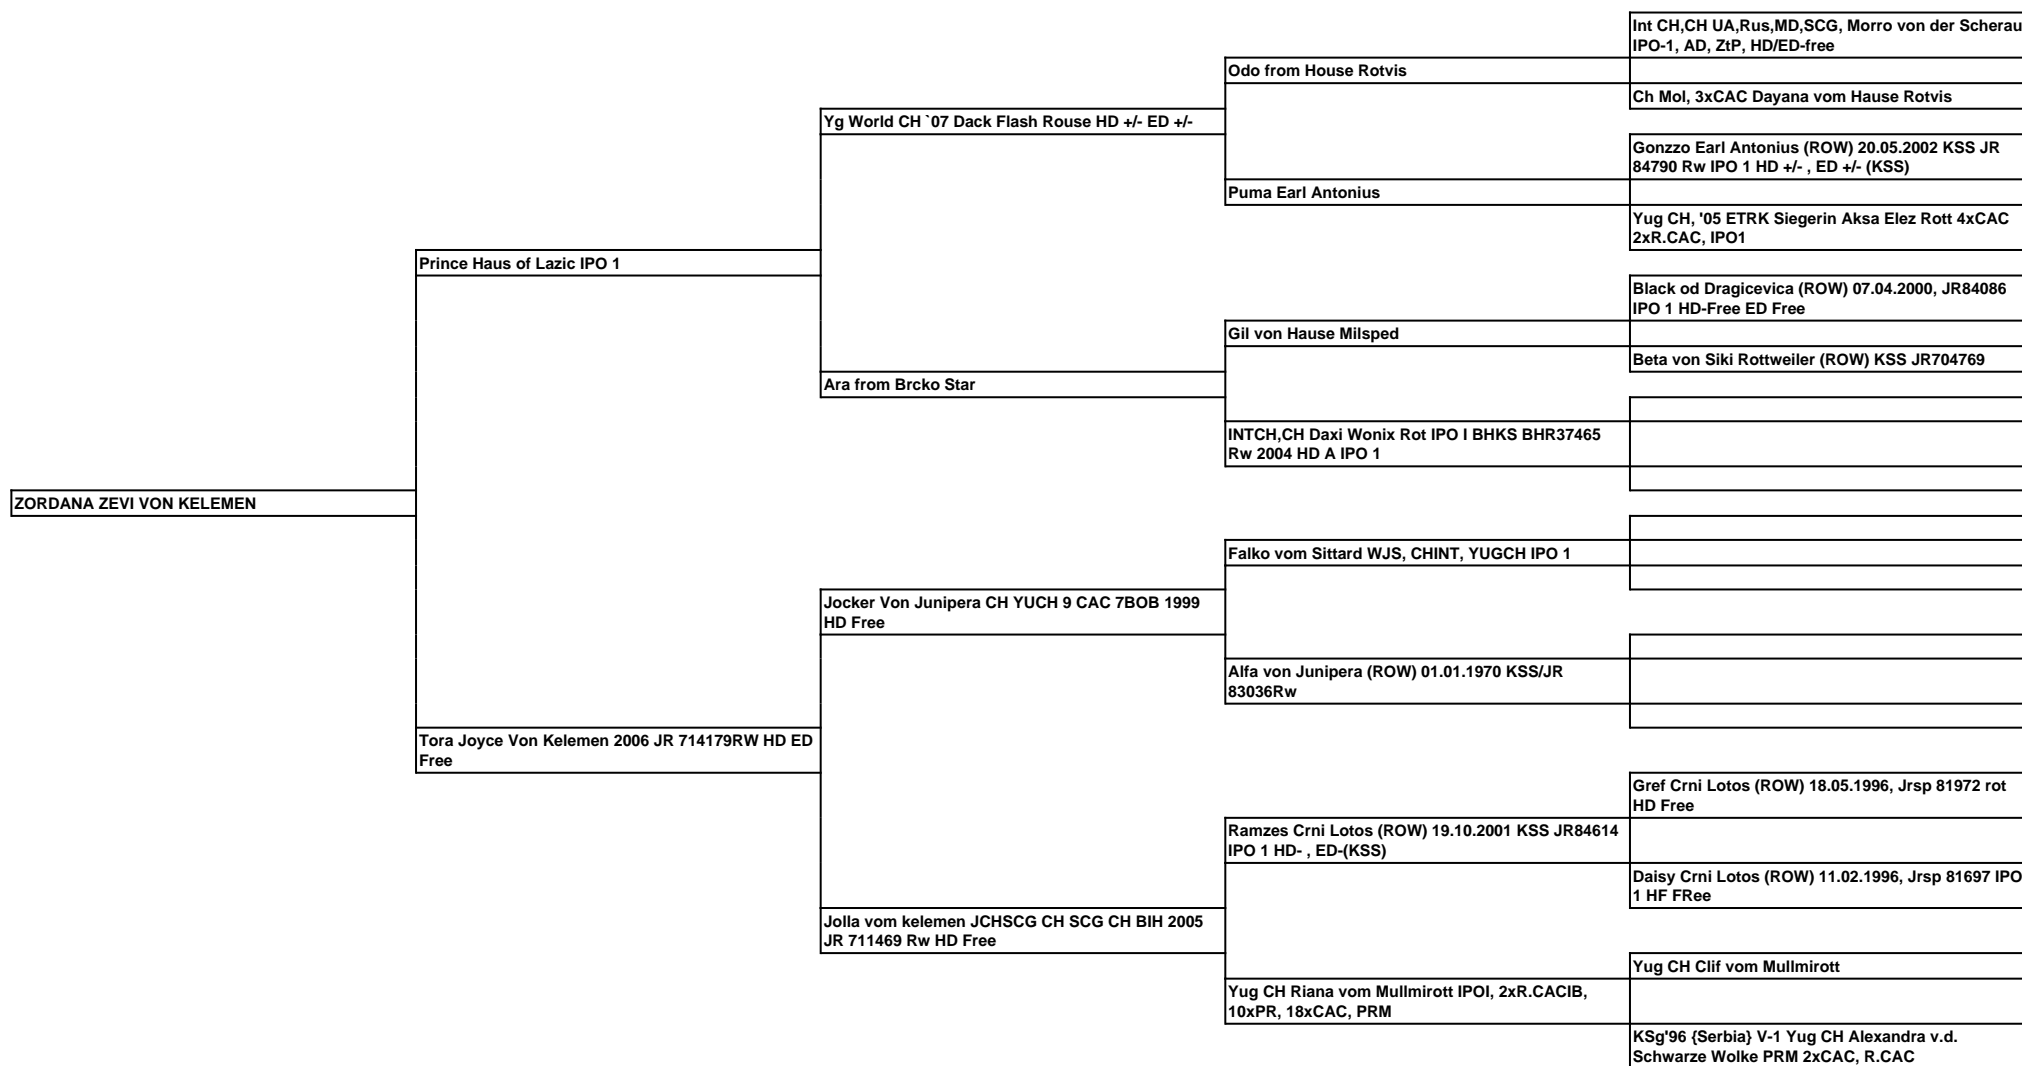 Int CH,CH UA,Rus,MD,SCG, Morro von der Scherau
IPO-1, AD, ZtP, HD/ED-free
Odo from House Rotvis
Ch Mol, 3xCAC Dayana vom Hause Rotvis
Yg World CH `07 Dack Flash Rouse HD +/- ED +/-
Gonzzo Earl Antonius (ROW) 20.05.2002 KSS JR
84790 Rw IPO 1 HD +/- , ED +/- (KSS)
Puma Earl Antonius
Yug CH, '05 ETRK Siegerin Aksa Elez Rott 4xCAC
2xR.CAC, IPO1
Prince Haus of Lazic IPO 1
Black od Dragicevica (ROW) 07.04.2000, JR84086
IPO 1 HD-Free ED Free
Gil von Hause Milsped
Beta von Siki Rottweiler (ROW) KSS JR704769
Ara from Brcko Star
INTCH,CH Daxi Wonix Rot IPO I BHKS BHR37465
Rw 2004 HD A IPO 1
ZORDANA ZEVI VON KELEMEN
Falko vom Sittard WJS, CHINT, YUGCH IPO 1
Jocker Von Junipera CH YUCH 9 CAC 7BOB 1999
HD Free
Alfa von Junipera (ROW) 01.01.1970 KSS/JR
83036Rw
Tora Joyce Von Kelemen 2006 JR 714179RW HD ED
Free
Gref Crni Lotos (ROW) 18.05.1996, Jrsp 81972 rot
HD Free
Ramzes Crni Lotos (ROW) 19.10.2001 KSS JR84614
IPO 1 HD- , ED-(KSS)
Daisy Crni Lotos (ROW) 11.02.1996, Jrsp 81697 IPO
1 HF FRee
Jolla vom kelemen JCHSCG CH SCG CH BIH 2005
JR 711469 Rw HD Free
Yug CH Clif vom Mullmirott
Yug CH Riana vom Mullmirott IPOI, 2xR.CACIB,
10xPR, 18xCAC, PRM
KSg'96 {Serbia} V-1 Yug CH Alexandra v.d.
Schwarze Wolke PRM 2xCAC, R.CAC